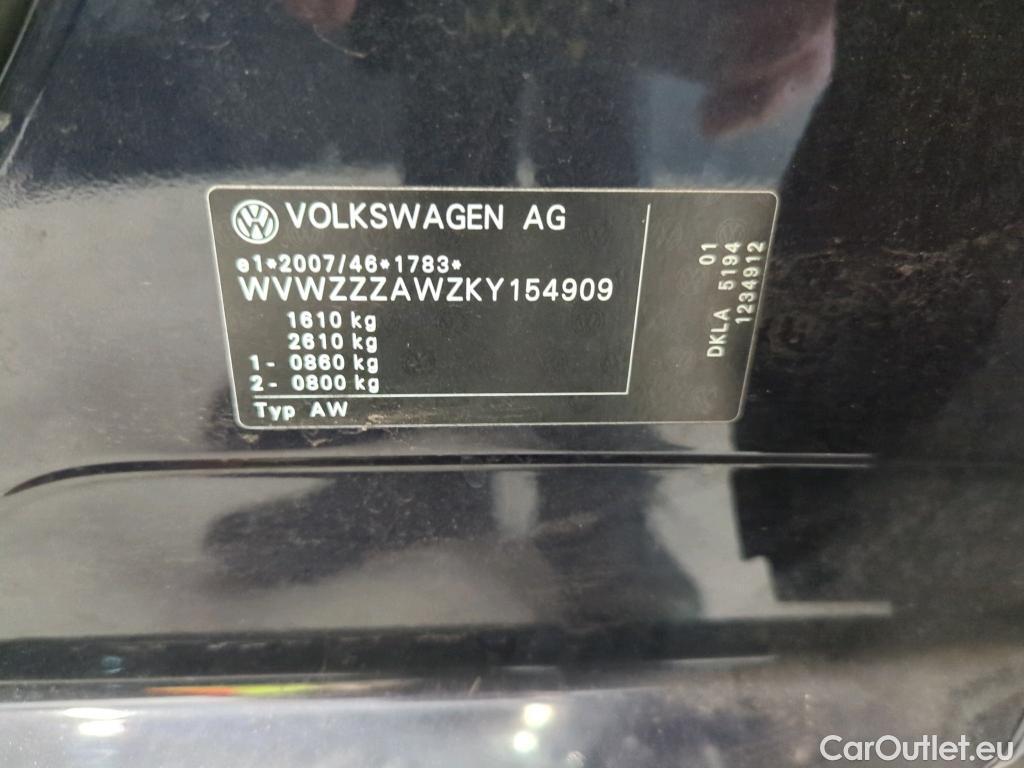 VOLKSWAGEN AG
e1*2007/46*1783*
WVWZZZAWZKY154909
1610 kg
2610 kg
1- 0860 kg
2- 0800 kg
Typ AW
01
DKLA 5194
1234912
CarOutlet.eu